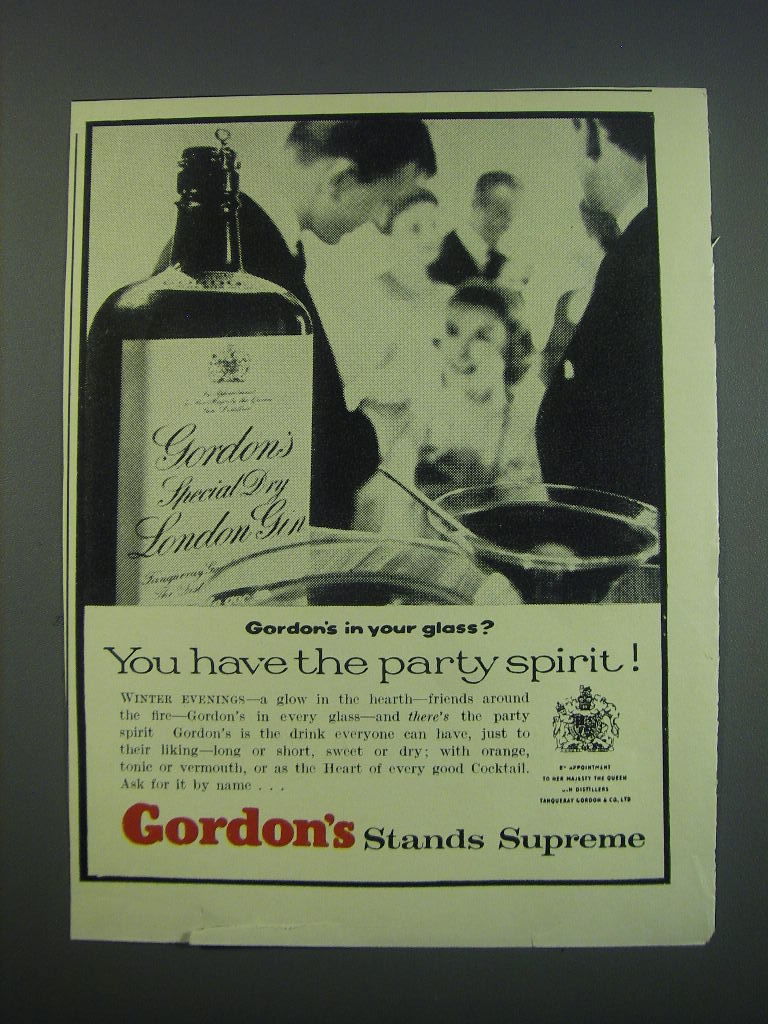 Gordon's
Special Dry
London Gin
Gordon's in your glass?
You have the party spirit!
WINTER EVENINGS—a glow in the hearth—friends around
the fire—Gordon's in every glass—and there's the party
spirit Gordon's is the drink everyone can have, just to
their liking—long or short, sweet or dry; with orange,
tonic or vermouth, or as the Heart of every good Cocktail.
Ask for it by name . . .
BY APPOINTMENT
TO HER MAJESTY THE QUEEN
DISTILLERS
TANQUERAY GORDON & CO., LTD
Gordon's Stands Supreme